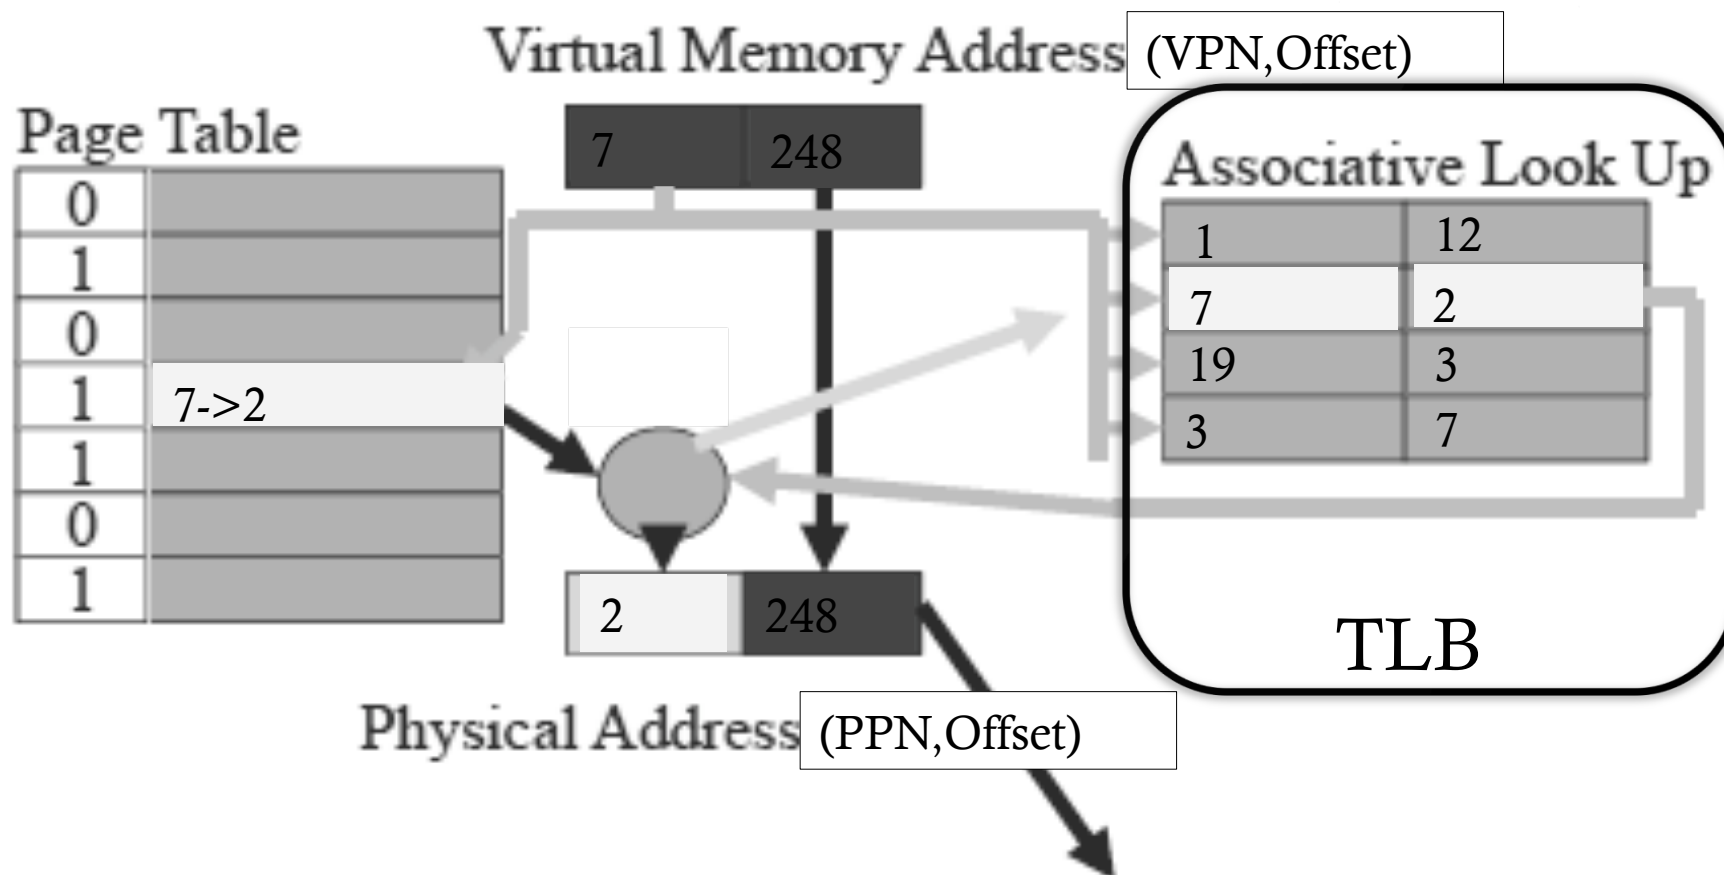 Virtual Memory Address (VPN,Offset)
Page Table
7 248
Associative Look Up
0
1
0
1 7->2
1
0
1
1 12
7 2
19 3
3 7
2 248
TLB
Physical Address (PPN,Offset)